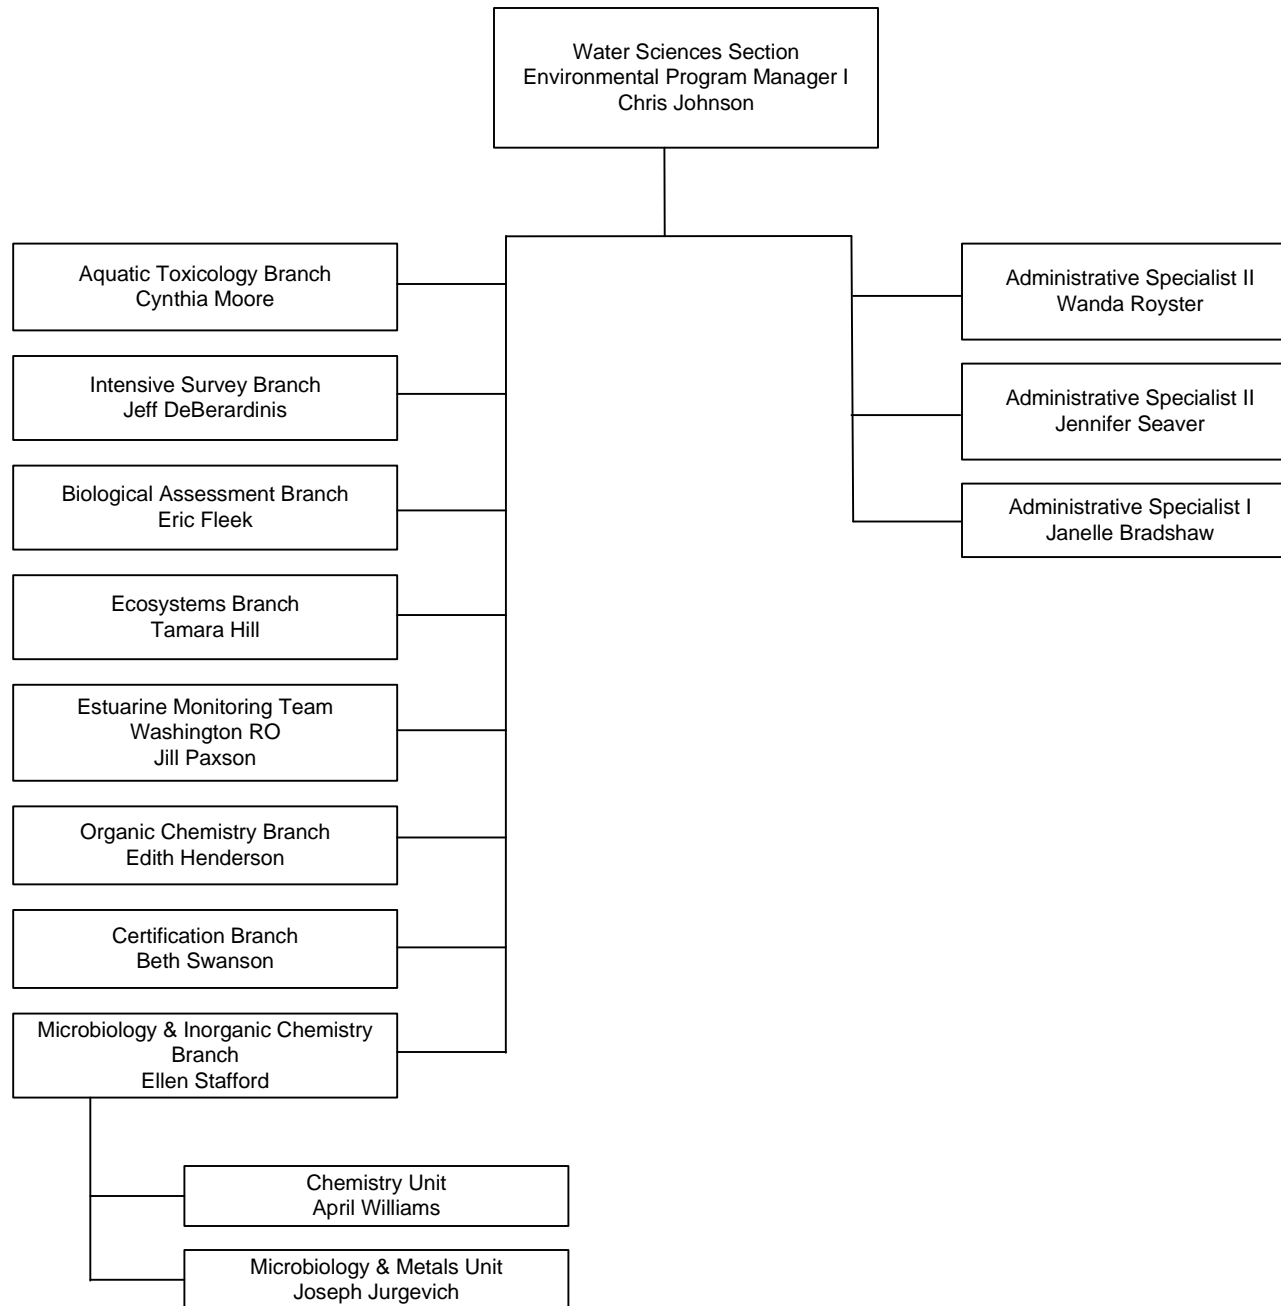 Water Sciences Section
Environmental Program Manager I
Chris Johnson
Aquatic Toxicology Branch
Cynthia Moore
Intensive Survey Branch
Jeff DeBerardinis
Biological Assessment Branch
Eric Fleek
Ecosystems Branch
Tamara Hill
Estuarine Monitoring Team
Washington RO
Jill Paxson
Organic Chemistry Branch
Edith Henderson
Certification Branch
Beth Swanson
Microbiology & Inorganic Chemistry
Branch
Ellen Stafford
Chemistry Unit
April Williams
Microbiology & Metals Unit
Joseph Jurgevich
Administrative Specialist II
Wanda Royster
Administrative Specialist II
Jennifer Seaver
Administrative Specialist I
Janelle Bradshaw